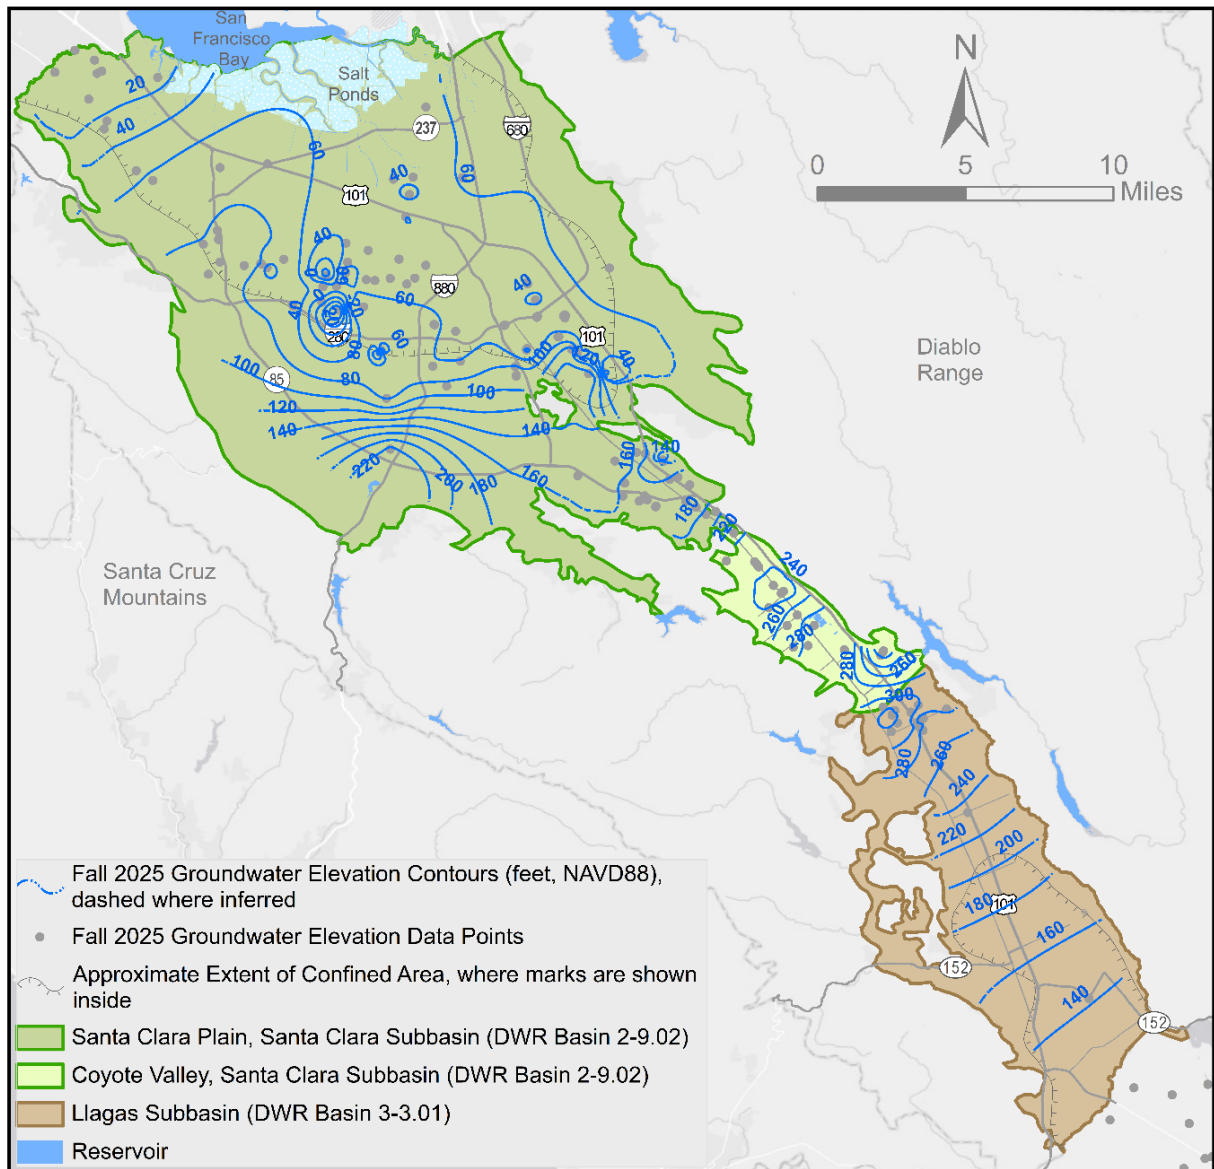 San
Francisco
Bay
Salt
Ponds
N
0 5 10
Miles
237
680
101
880
280
85
101
20
40
60
60
40
40
0
40
60
80
60
40
100
80
100
120
140
140
220
200
180
160
100
120
40
160
140
180
220
240
260
280
280
260
300
280
260
240
220
200
180
101
160
140
152
152
Diablo
Range
Santa Cruz
Mountains
Fall 2025 Groundwater Elevation Contours (feet, NAVD88),
dashed where inferred
Fall 2025 Groundwater Elevation Data Points
Approximate Extent of Confined Area, where marks are shown
inside
Santa Clara Plain, Santa Clara Subbasin (DWR Basin 2-9.02)
Coyote Valley, Santa Clara Subbasin (DWR Basin 2-9.02)
Llagas Subbasin (DWR Basin 3-3.01)
Reservoir